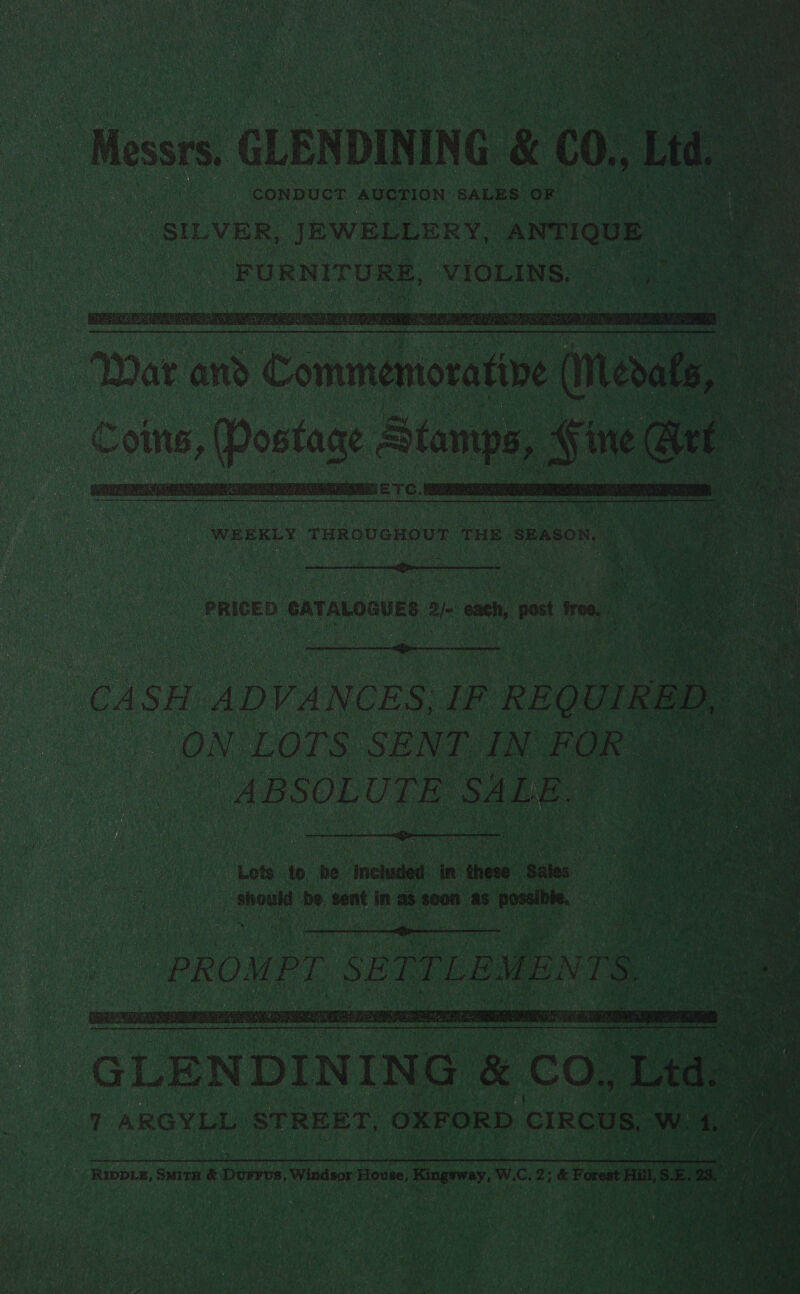 Messrs. GLENDINING & CO., Ltd.
CONDUCT AUCTION SALES OF
SILVER, JEWELLERY, ANTIQUE
FURNITURE, VIOLINS.
War and Commemorative Medals,
Coins, Postage Stamps, Fine Art
ETC.
WEEKLY THROUGHOUT THE SEASON.
PRICED CATALOGUES 2/- each, post free.
CASH ADVANCES, IF REQUIRED,
ON LOTS SENT IN FOR
ABSOLUTE SALE.
Lots to be included in these Sales
should be sent in as soon as possible.
PROMPT SETTLEMENTS.
GLENDINING & CO., Ltd.
7 ARGYLL STREET, OXFORD CIRCUS, W 1.
RIDDLE, SMITH & DUFFUS, Windsor House, Kingsway, W.C. 2; & Forest Hill, S.E. 23.